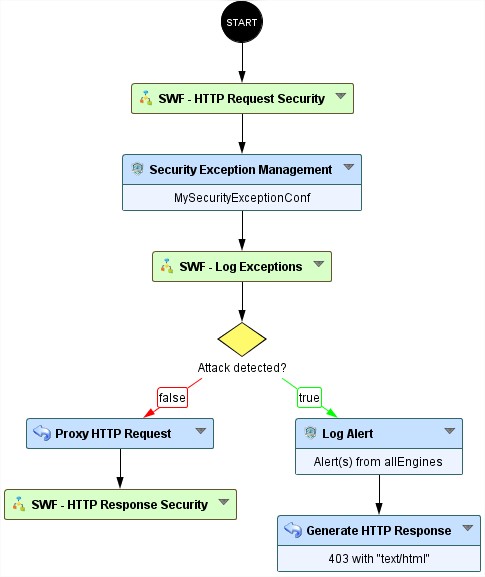 START
SWF - HTTP Request Security
Security Exception Management
MySecurityExceptionConf
SWF - Log Exceptions
Attack detected?
false
true
Proxy HTTP Request
Log Alert
Alert(s) from allEngines
SWF - HTTP Response Security
Generate HTTP Response
403 with "text/html"